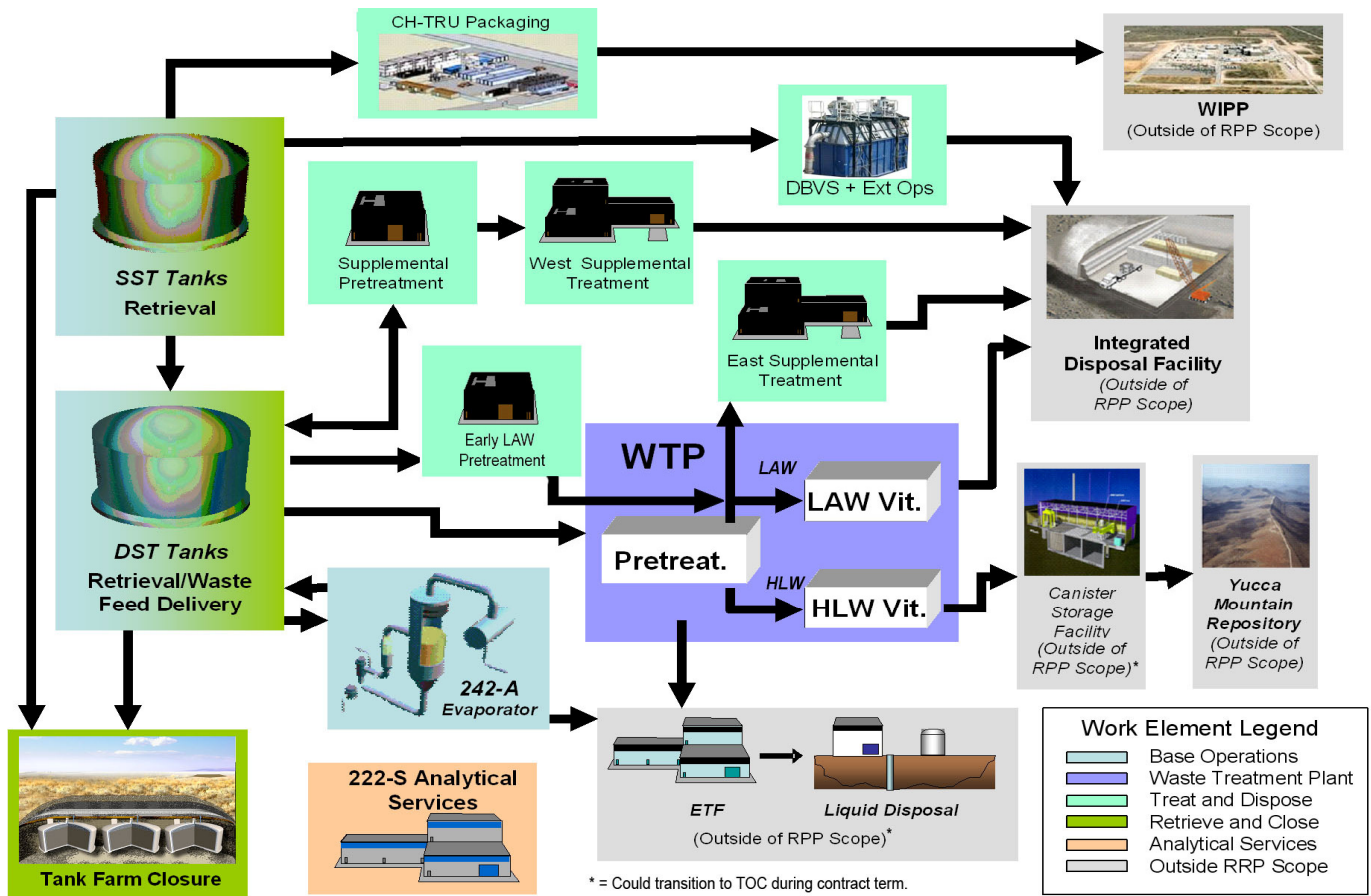 CH-TRU Packaging
WIPP
(Outside of RPP Scope)
DBVS + Ext Ops
SST Tanks
Retrieval
Supplemental
Pretreatment
West Supplemental
Treatment
Integrated
Disposal Facility
(Outside of
RPP Scope)
East Supplemental
Treatment
Early LAW
Pretreatment
WTP
LAW
LAW Vit.
Pretreat.
HLW
HLW Vit.
DST Tanks
Retrieval/Waste
Feed Delivery
Canister
Storage
Facility
(Outside of
RPP Scope)*
Yucca
Mountain
Repository
(Outside of
RPP Scope)
242-A
Evaporator
Tank Farm Closure
222-S Analytical
Services
ETF
Liquid Disposal
(Outside of RPP Scope)*
* = Could transition to TOC during contract term.
Work Element Legend
Base Operations
Waste Treatment Plant
Treat and Dispose
Retrieve and Close
Analytical Services
Outside RRP Scope